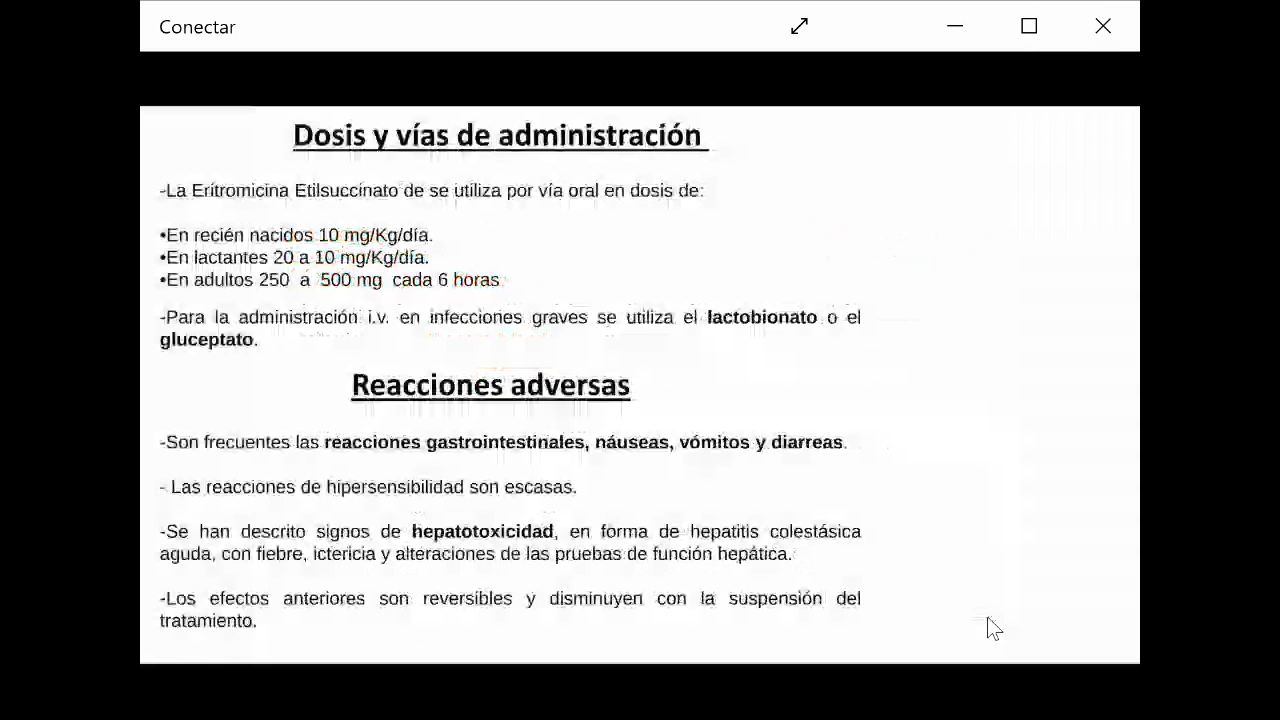 Conectar
Dosis y vías de administración
-La Eritromicina Etilsuccinato de se utiliza por vía oral en dosis de:
•En recién nacidos 10 mg/Kg/día.
•En lactantes 20 a 10 mg/Kg/día.
•En adultos 250 a 500 mg cada 6 horas
-Para la administración i.v. en infecciones graves se utiliza el lactobionato o el
gluceptato.
Reacciones adversas
-Son frecuentes las reacciones gastrointestinales, náuseas, vómitos y diarreas.
- Las reacciones de hipersensibilidad son escasas.
-Se han descrito signos de hepatotoxicidad, en forma de hepatitis colestásica
aguda, con fiebre, ictericia y alteraciones de las pruebas de función hepática.
-Los efectos anteriores son reversibles y disminuyen con la suspensión del
tratamiento.